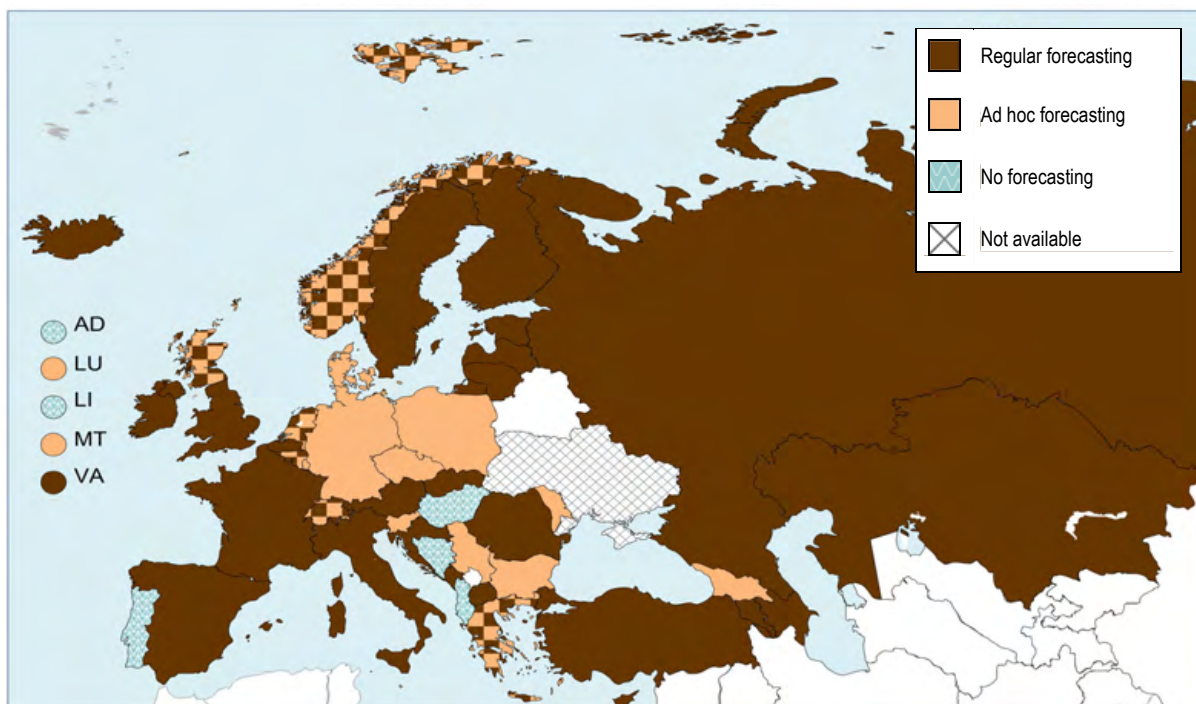 Regular forecasting
Ad hoc forecasting
No forecasting
Not available
AD
LU
LI
MT
VA